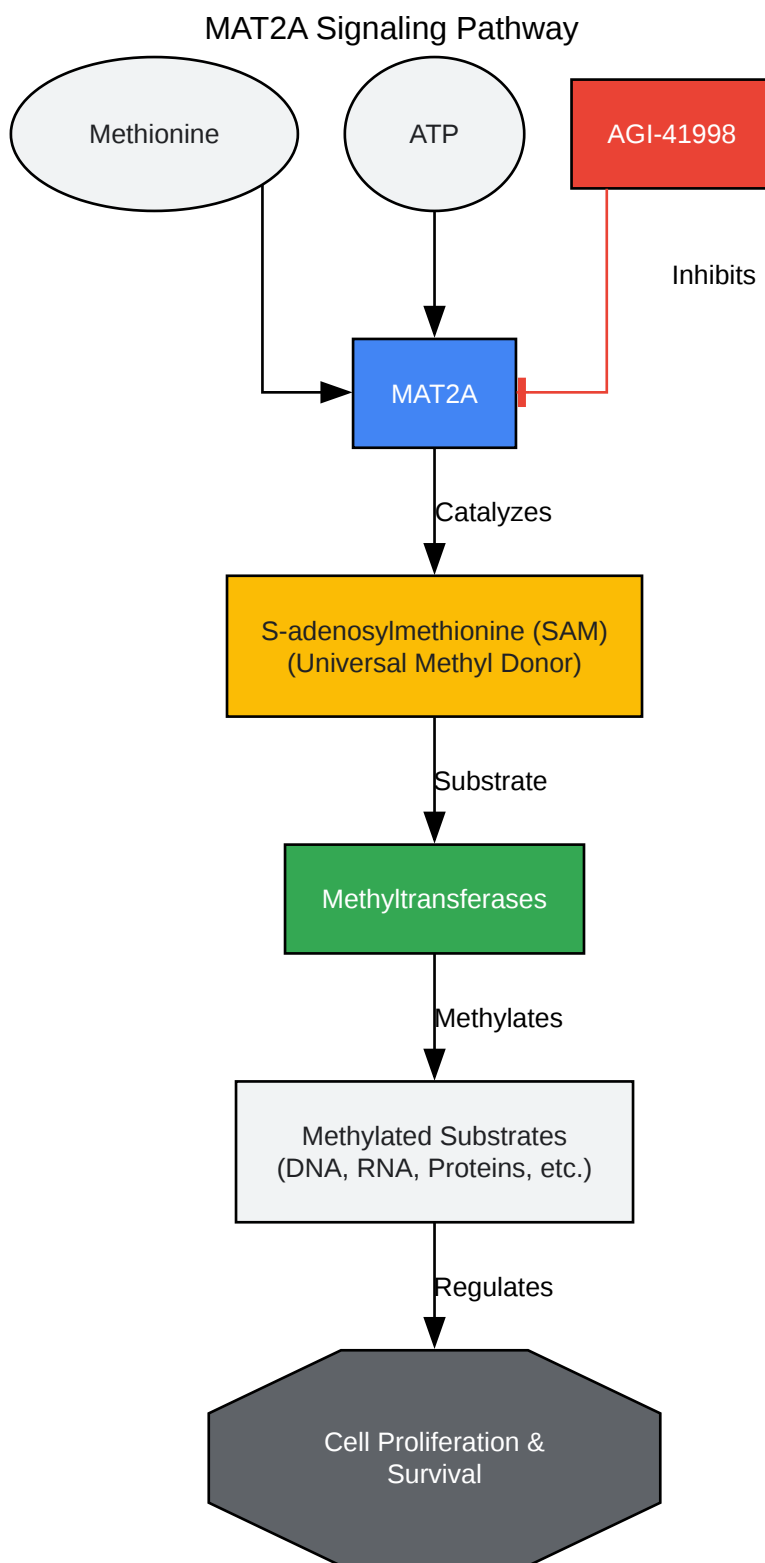 MAT2A Signaling Pathway
Methionine
ATP
AGI-41998
Inhibits
MAT2A
Catalyzes
S-adenosylmethionine (SAM)
(Universal Methyl Donor)
Substrate
Methyltransferases
Methylates
Methylated Substrates
(DNA, RNA, Proteins, etc.)
Regulates
Cell Proliferation &
Survival